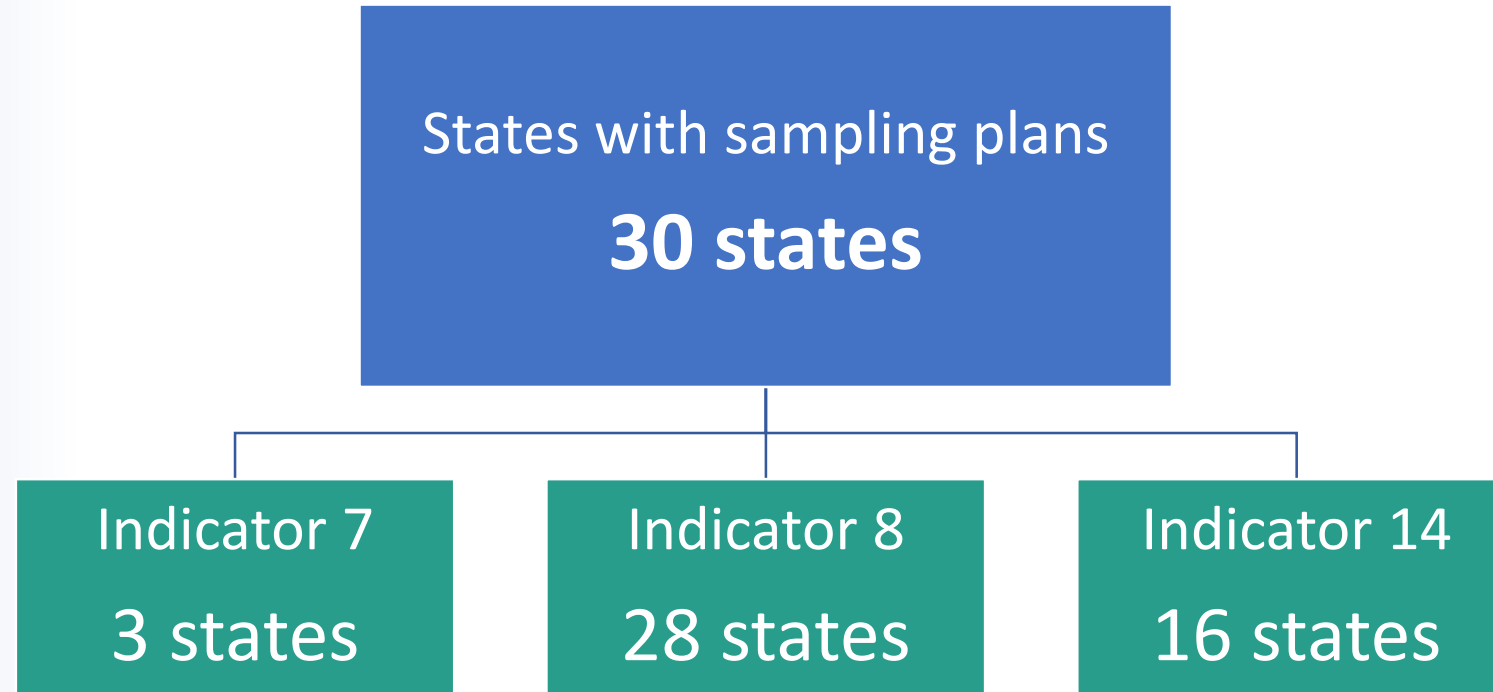 States with sampling plans
30 states
Indicator 7
3 states
Indicator 8
28 states
Indicator 14
16 states